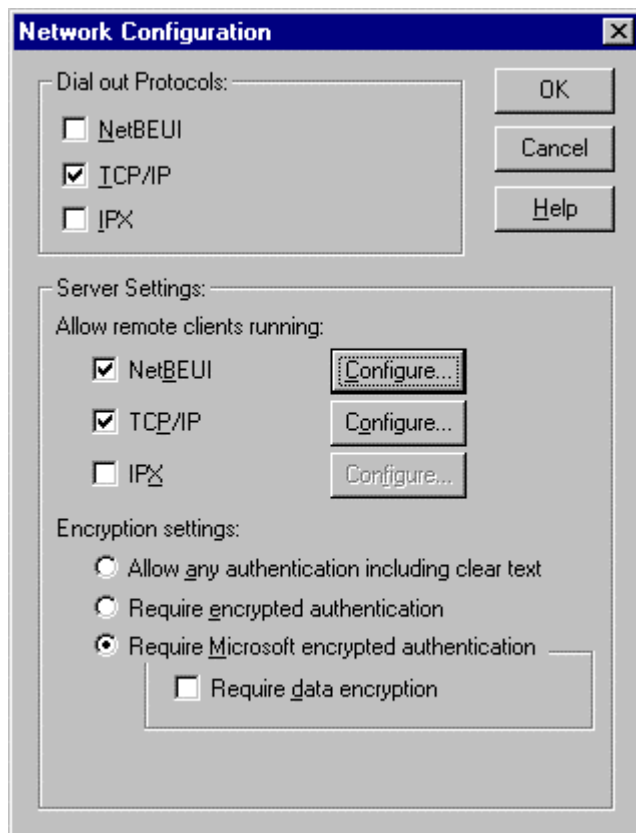 Network Configuration
Dial out Protocols:
OK
NetBEUI
Cancel
TCP/IP
Help
IPX
Server Settings:
Allow remote clients running:
NetBEUI Configure...
TCP/IP Configure...
IPX Configure...
Encryption settings:
Allow any authentication including clear text
Require encrypted authentication
Require Microsoft encrypted authentication
Require data encryption